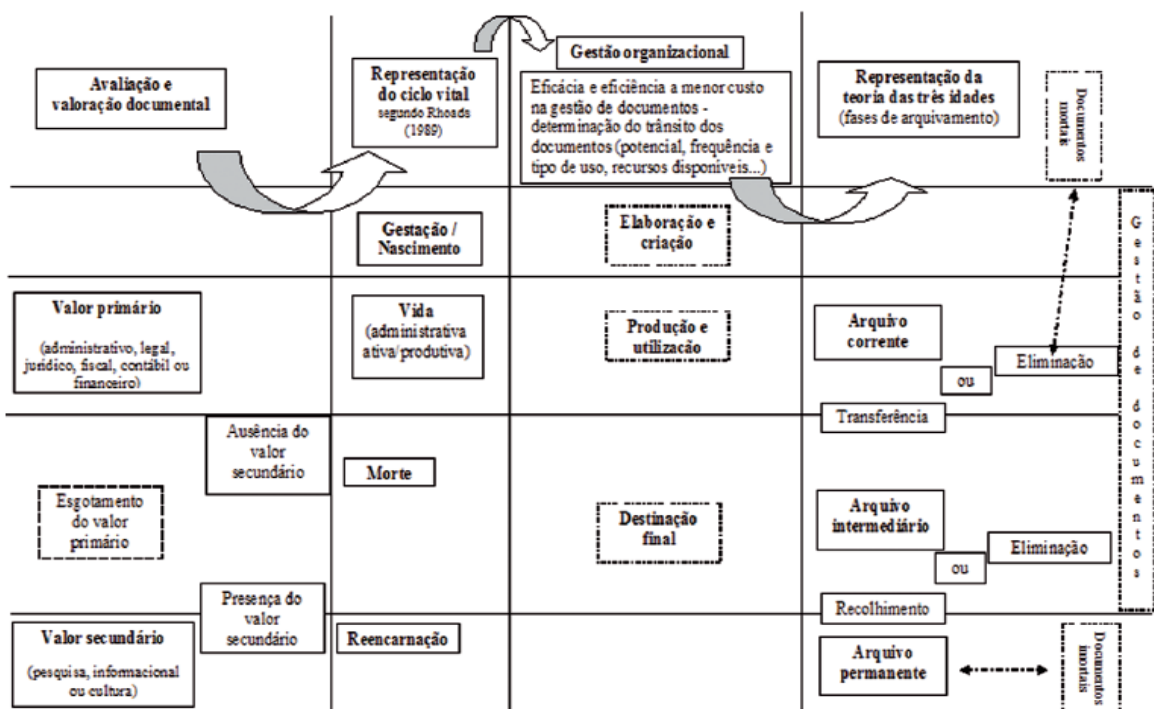 Avaliação e
valoração documental
Representação
do ciclo vital
segundo Rhoads
(1989)
Gestão organizacional
Eficácia e eficiência a menor custo
na gestão de documentos -
determinação do trânsito dos
documentos (potencial, frequência e
tipo de uso, recursos disponíveis...)
Representação da
teoria das três idades
(fases de arquivamento)
Documentos
mortais
Gestação /
Nascimento
Elaboração e
criação
Valor primário
(administrativo, legal,
jurídico, fiscal, contábil ou
financeiro)
Vida
(administrativa
ativa/produtiva)
Produção e
utilização
Arquivo
corrente
ou
Eliminação
Transferência
Ausência do
valor
secundário
Morte
Esgotamento
do valor
primário
Destinação
final
Arquivo
intermediário
ou
Eliminação
Presença do
valor
secundário
Recolhimento
Valor secundário
(pesquisa, informacional
ou cultura)
Reencarnação
Arquivo
permanente
Documentos
imortais
Gestão de documentos